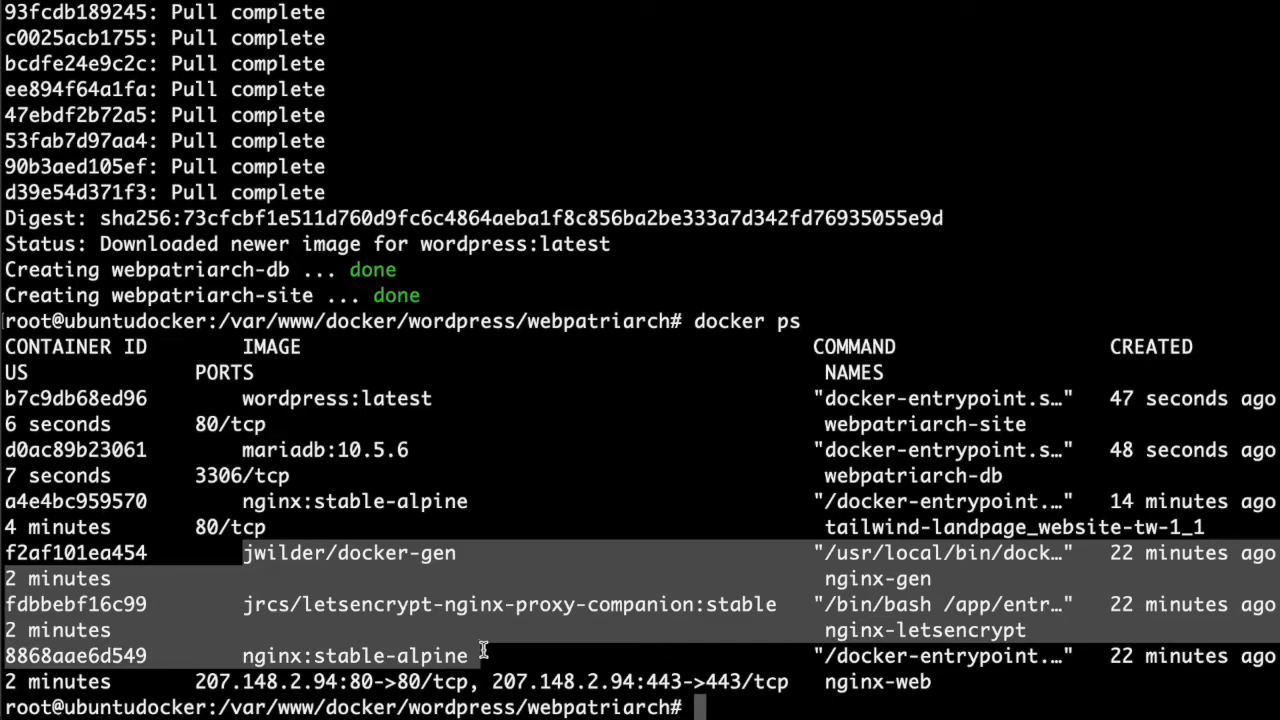 93fcdb189245: Pull complete
c0025acb1755: Pull complete
bcdfe24e9c2c: Pull complete
ee894f64a1fa: Pull complete
47ebdf2b72a5: Pull complete
53fab7d97aa4: Pull complete
90b3aed105ef: Pull complete
d39e54d371f3: Pull complete
Digest: sha256:73cfcbf1e511d760d9fc6c4864aeba1f8c856ba2be333a7d342fd76935055e9d
Status: Downloaded newer image for wordpress:latest
Creating webpatriarch-db ... done
Creating webpatriarch-site ... done
root@ubuntudocker:/var/www/docker/wordpress/webpatriarch# docker ps
CONTAINER ID IMAGE COMMAND CREATED
US PORTS NAMES
b7c9db68ed96 wordpress:latest "docker-entrypoint.s…" 47 seconds ago
6 seconds 80/tcp webpatriarch-site
d0ac89b23061 mariadb:10.5.6 "docker-entrypoint.s…" 48 seconds ago
7 seconds 3306/tcp webpatriarch-db
a4e4bc959570 nginx:stable-alpine "/docker-entrypoint.…" 14 minutes ago
4 minutes 80/tcp tailwind-landpage_website-tw-1_1
f2af101ea454 jwilder/docker-gen "/usr/local/bin/dock…" 22 minutes ago
2 minutes nginx-gen
fdbbebf16c99 jrcs/letsencrypt-nginx-proxy-companion:stable "/bin/bash /app/entr…" 22 minutes ago
2 minutes nginx-letsencrypt
8868aae6d549 nginx:stable-alpine "/docker-entrypoint.…" 22 minutes ago
2 minutes 207.148.2.94:80->80/tcp, 207.148.2.94:443->443/tcp nginx-web
root@ubuntudocker:/var/www/docker/wordpress/webpatriarch#